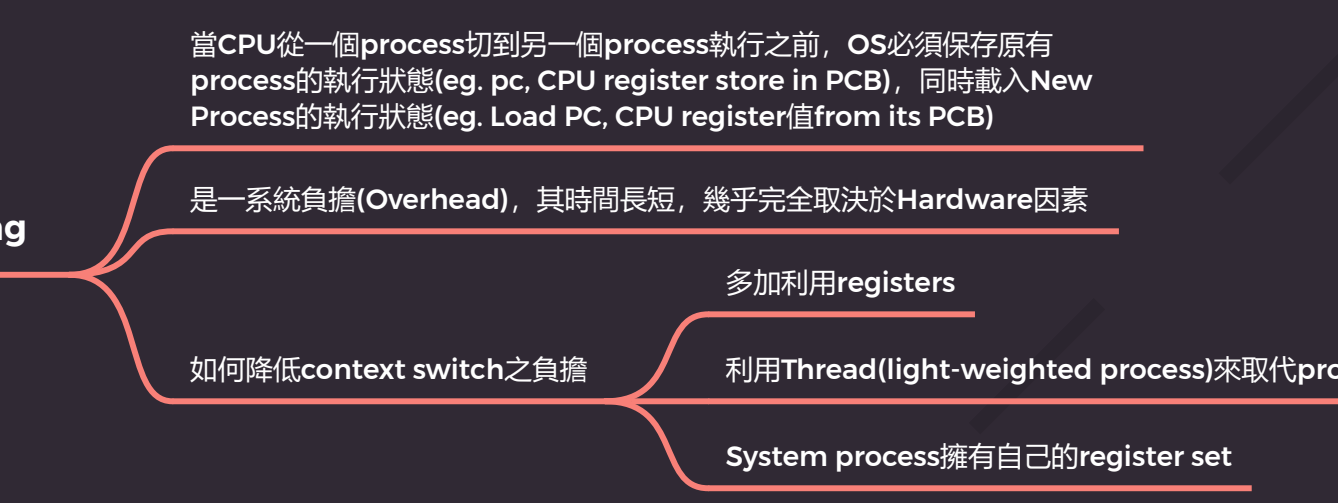 當CPU從一個process切到另一個process執行之前，OS必須保存原有
process的執行狀態(eg. pc, CPU register store in PCB)，同時載入New
Process的執行狀態(eg. Load PC, CPU register值from its PCB)
是一系統負擔(Overhead)，其時間長短，幾乎完全取決於Hardware因素
如何降低context switch之負擔
多加利用registers
利用Thread(light-weighted process)來取代
System process擁有自己的register set